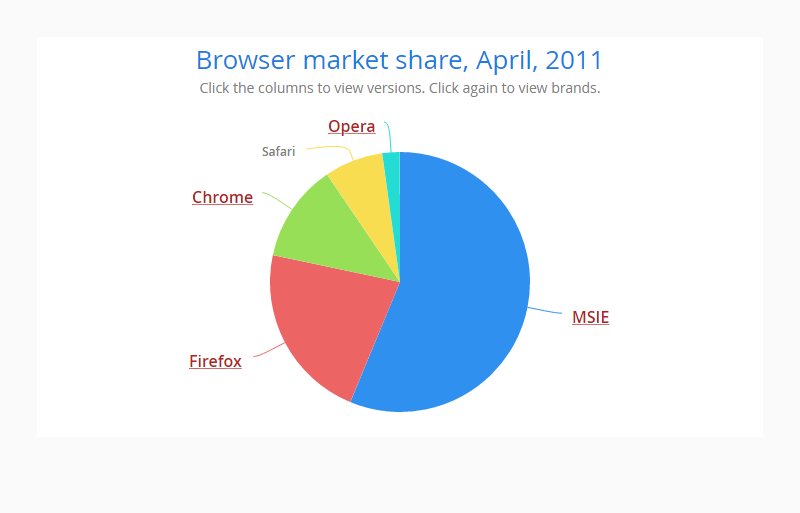 Browser market share, April, 2011
Click the columns to view versions. Click again to view brands.
Opera
Safari
Chrome
MSIE
Firefox